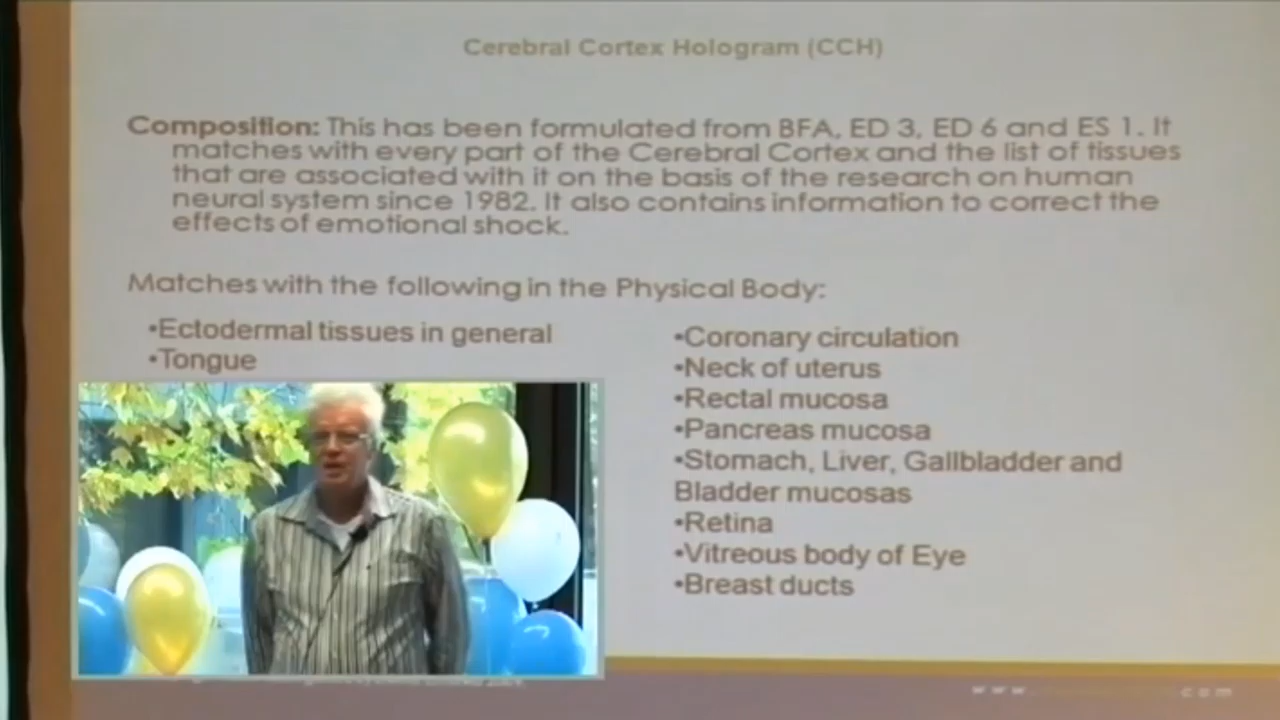 Cerebral Cortex Hologram (CCH)
Composition: This has been formulated from BFA, ED 3, ED 6 and ES 1. It
matches with every part of the Cerebral Cortex and the list of tissues
that are associated with it on the basis of the research on human
neural system since 1982. It also contains information to correct the
effects of emotional shock.
Matches with the following in the Physical Body:
•Ectodermal tissues in general
•Tongue
•Coronary circulation
•Neck of uterus
•Rectal mucosa
•Pancreas mucosa
•Stomach, Liver, Gallbladder and
Bladder mucosas
•Retina
•Vitreous body of Eye
•Breast ducts
www
com